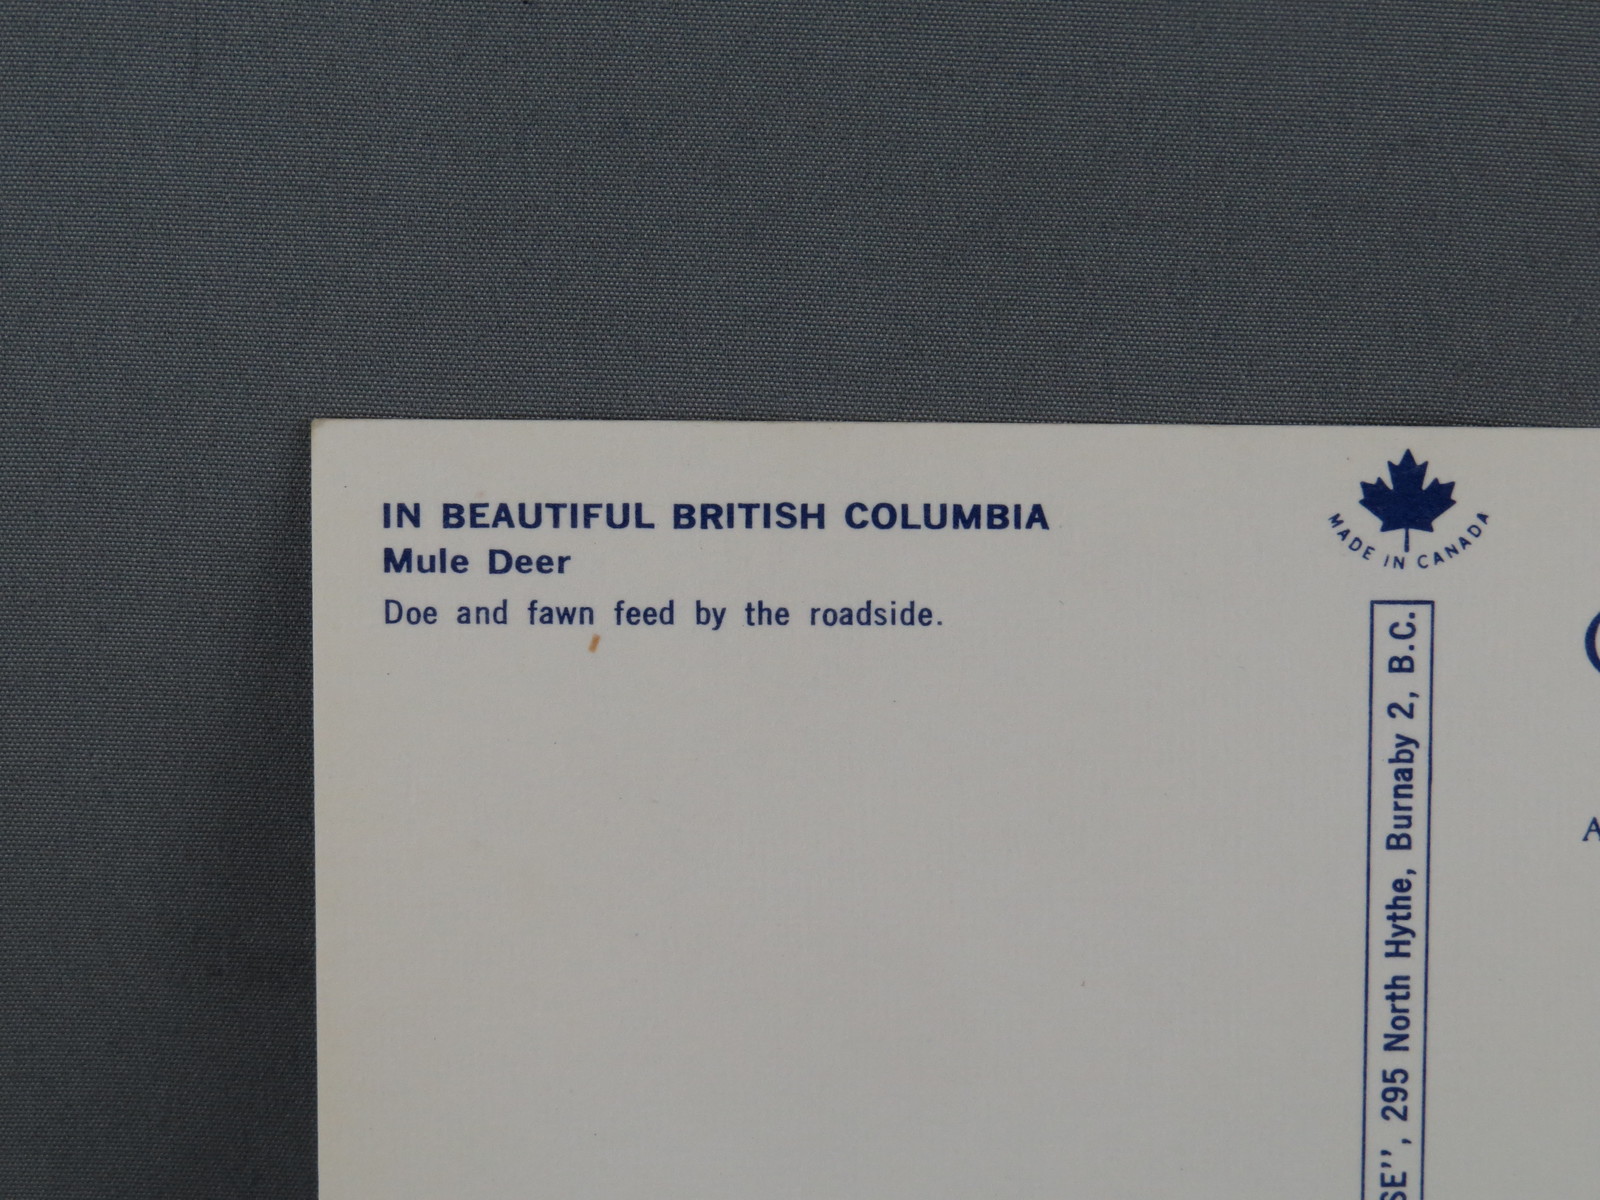 IN BEAUTIFUL BRITISH COLUMBIA
Mule Deer
Doe and fawn feed by the roadside.
MADE IN CANADA
SE", 295 North Hythe, Burnaby 2, B.C.
A